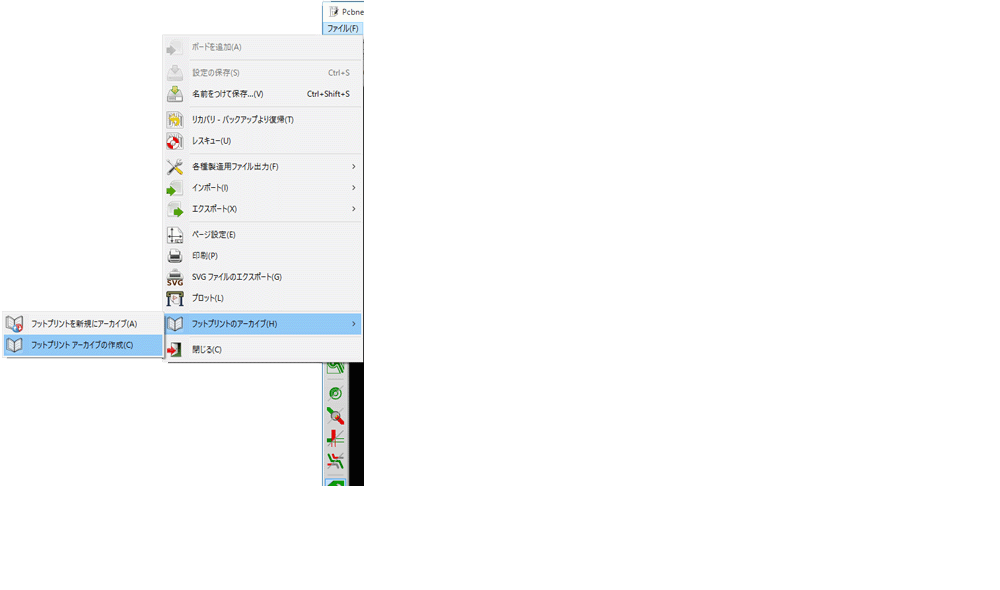 Pcbne
ファイル(F)
ボードを追加(A)
設定の保存(S) Ctrl+S
名前をつけて保存...(V) Ctrl+Shift+S
リカバリ - バックアップより復帰(T)
レスキュー(U)
各種製造用ファイル出力(F)
インポート(I)
エクスポート(X)
ページ設定(E)
印刷(P)
SVG ファイルのエクスポート(G)
SVG
プロット(L)
フットプリントのアーカイブ(H)
フットプリントを新規にアーカイブ(A)
フットプリント アーカイブの作成(C)
閉じる(C)